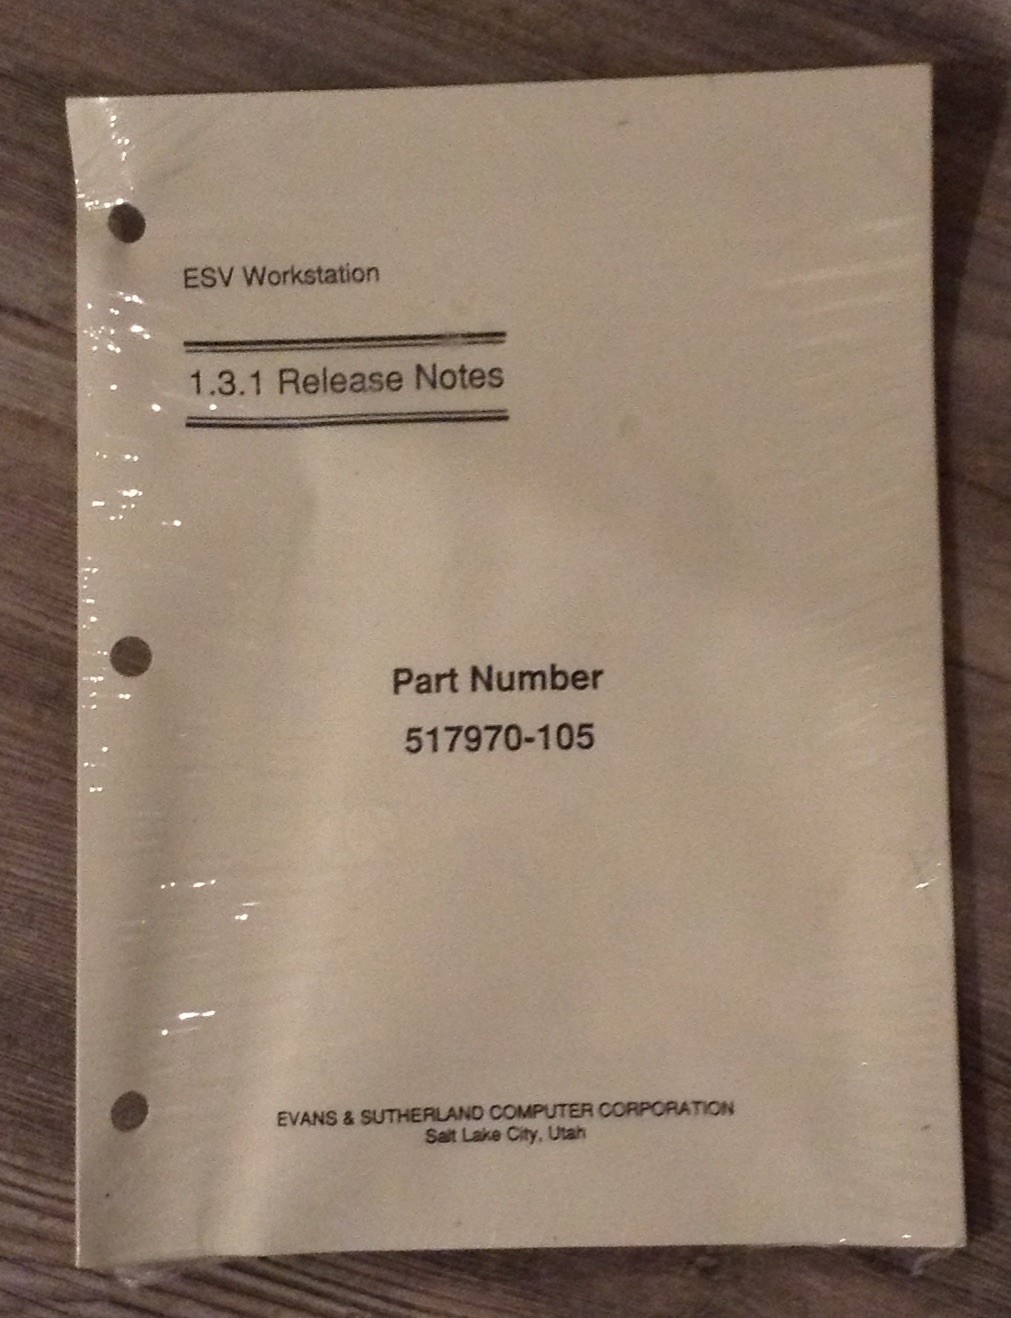 ESV Workstation
1.3.1 Release Notes
Part Number
517970-105
EVANS & SUTHERLAND COMPUTER CORPORATION
Salt Lake City, Utah